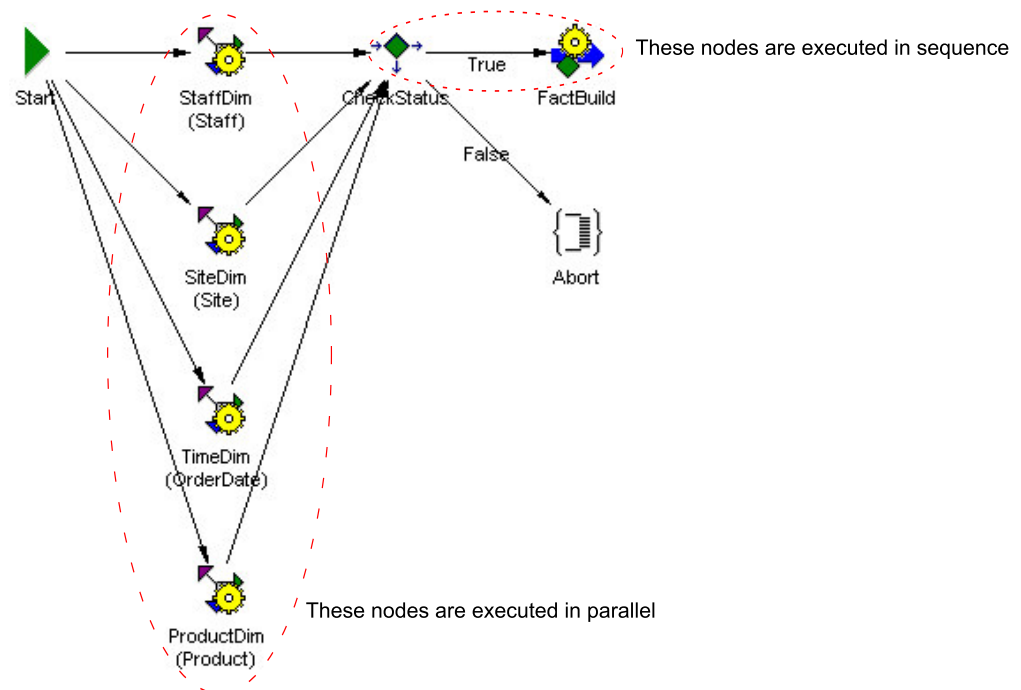 These nodes are executed in sequence
True
Start
StaffDim
(Staff)
CheckStatus
FactBuild
False
SiteDim
(Site)
Abort
TimeDim
(OrderDate)
These nodes are executed in parallel
ProductDim
(Product)